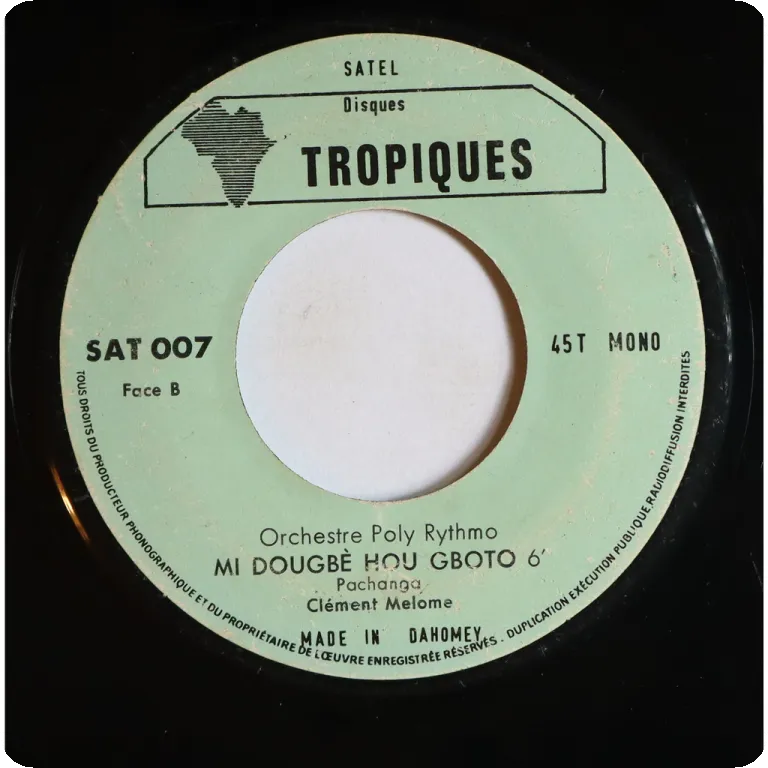 SATEL
Disques
TROPIQUES
SAT 007
45T MONO
Face B
Orchestre Poly Rythmo
MI DOUGBÈ HOU GBOTO 6'
Pachanga
Clément Melome
MADE IN DAHOMEY
TOUS DROITS DU PRODUCTEUR PHONOGRAPHIQUE ET DU PROPRIÉTAIRE DE L'ŒUVRE ENREGISTRÉE RÉSERVÉS . DUPLICATION EXÉCUTION PUBLIQUE, RADIODIFFUSION INTERDITES